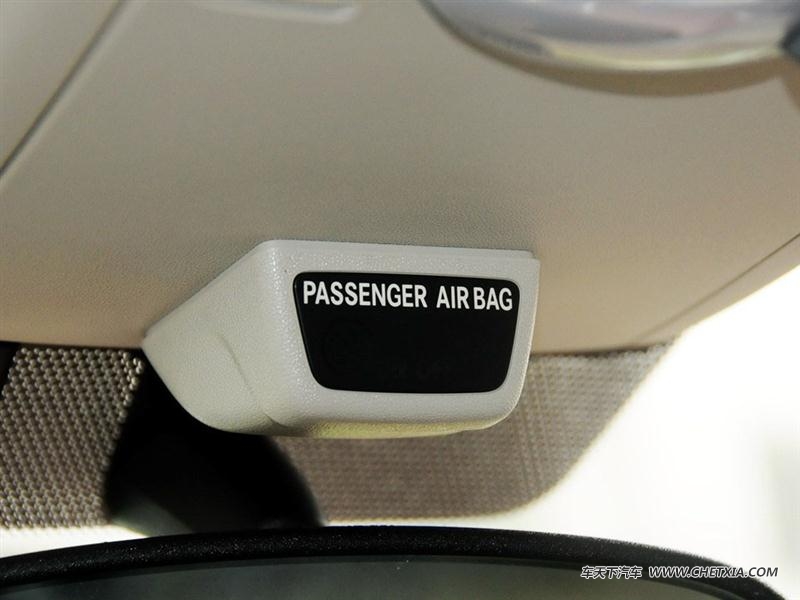 PASSENGER AIR BAG
车天下汽车 WWW.CHETXIA.COM